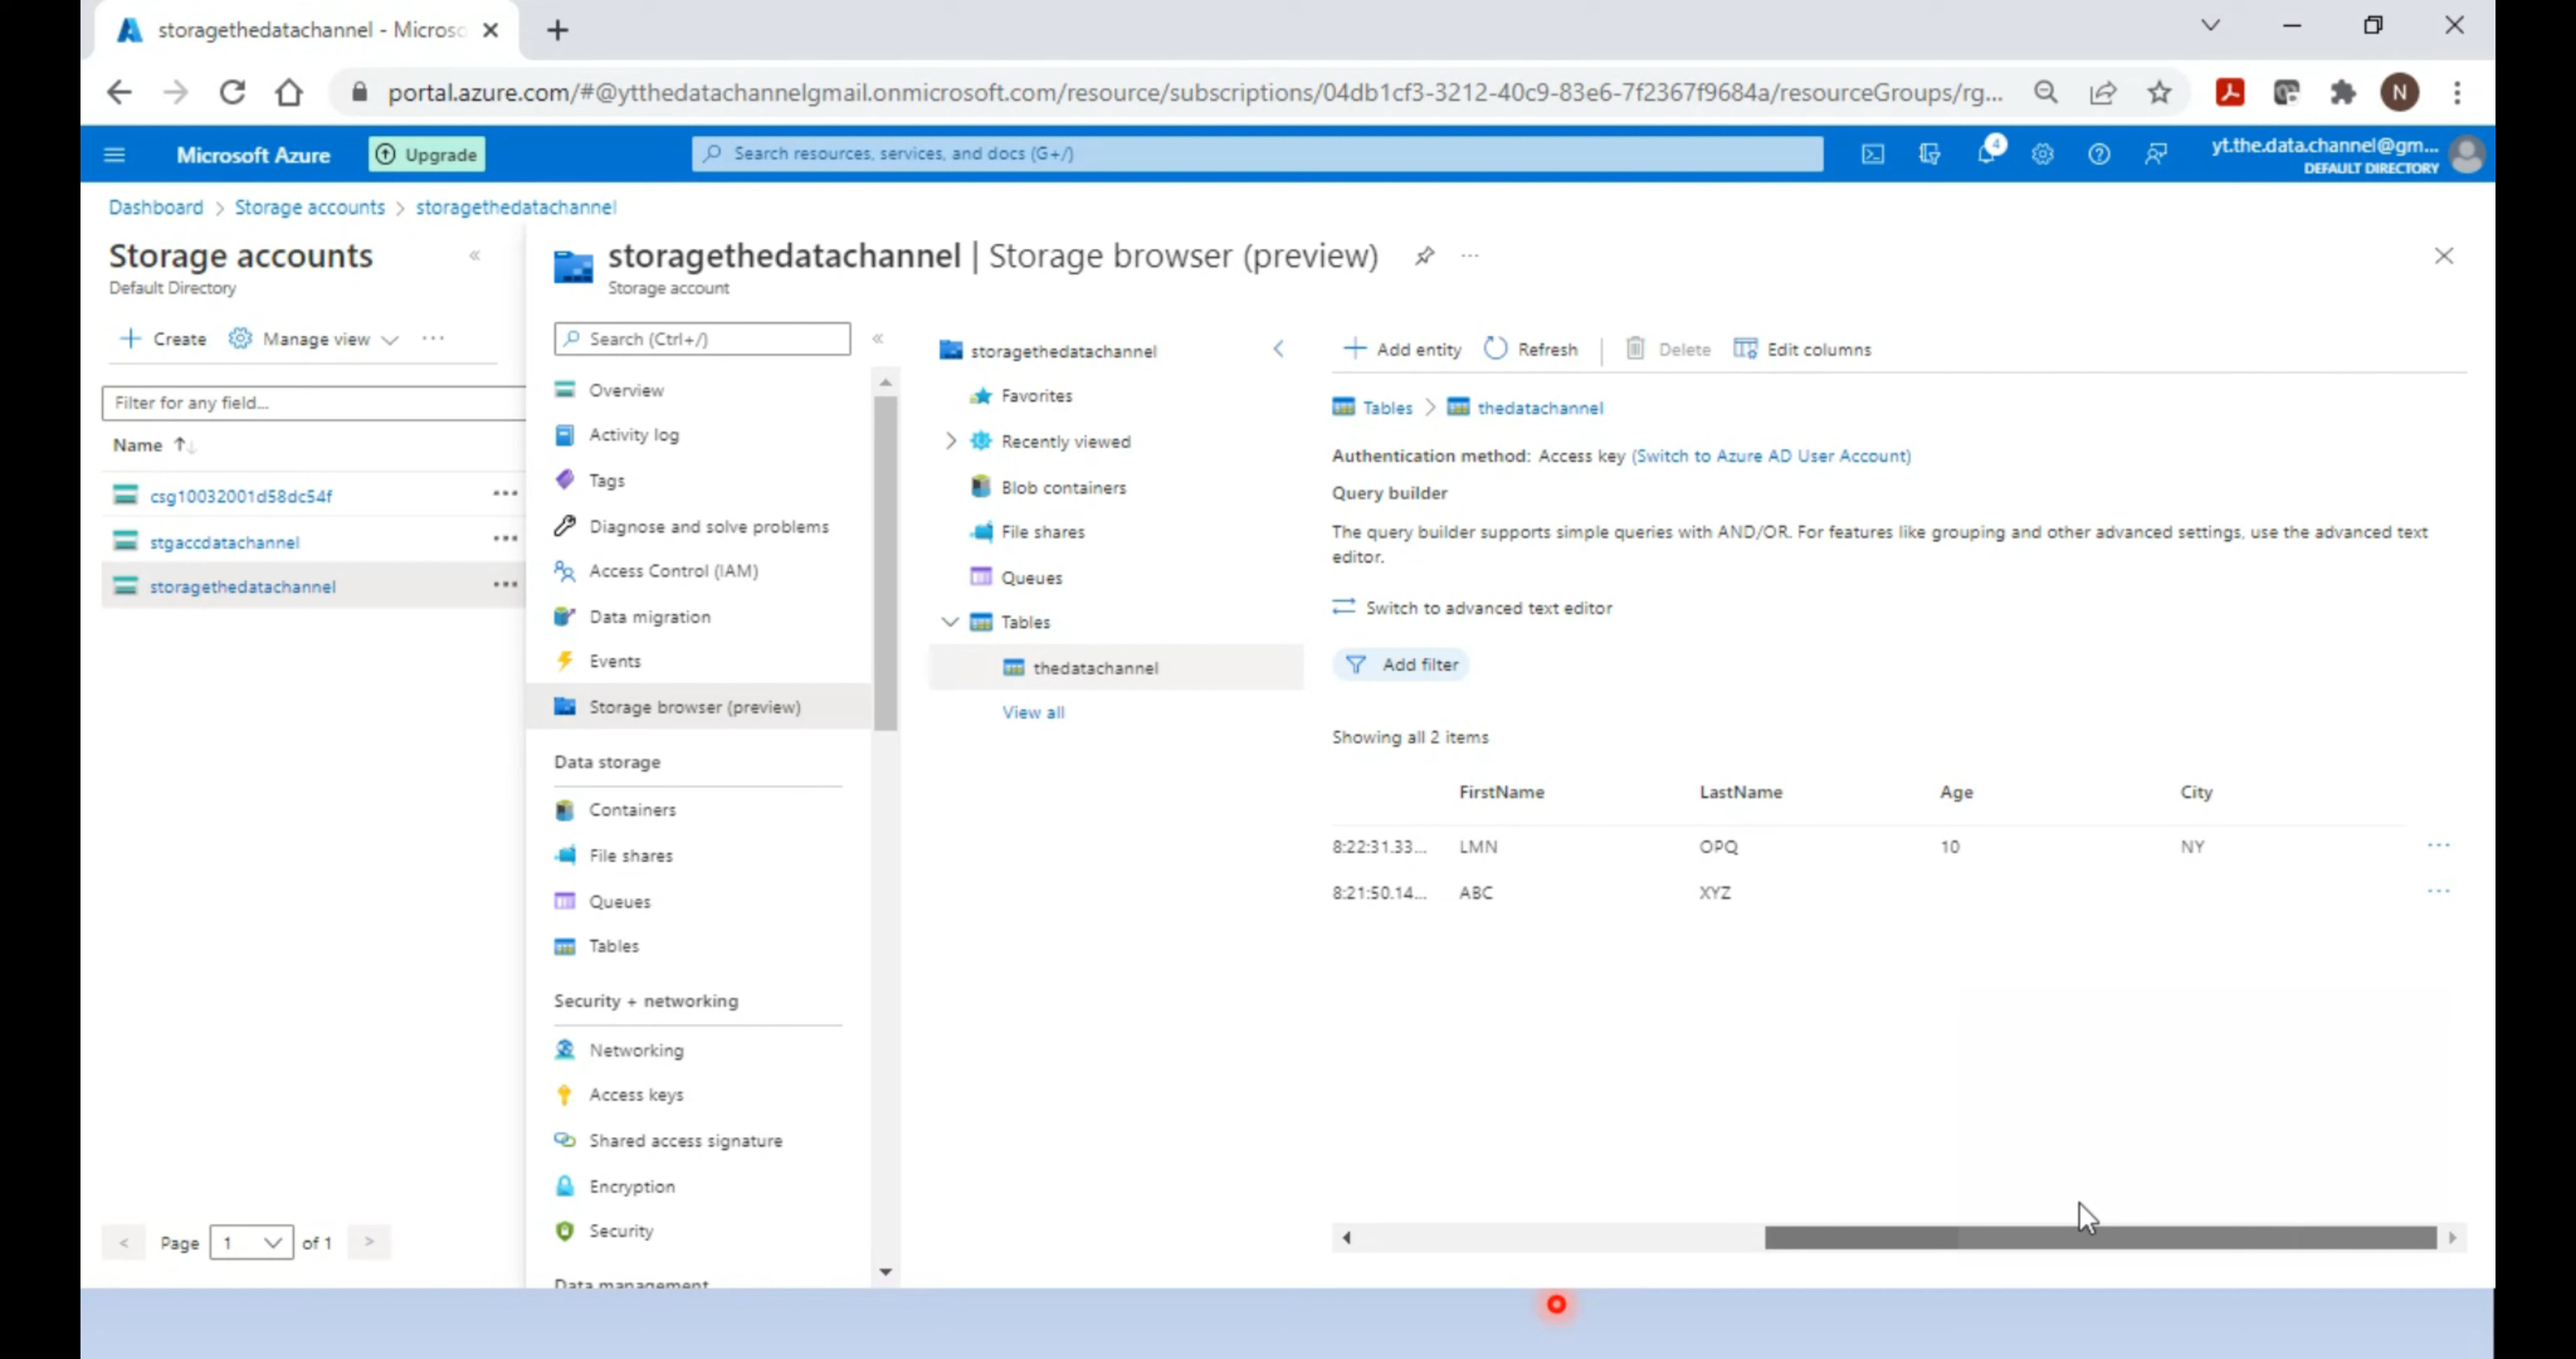 storagethedatachannel - Microso
portal.azure.com/#@ytthedatachannelgmail.onmicrosoft.com/resource/subscriptions/04db1cf3-3212-40c9-83e6-7f2367f9684a/resourceGroups/rg...
N
Microsoft Azure
Upgrade
Search resources, services, and docs (G+/)
4
yt.the.data.channel@gm...
DEFAULT DIRECTORY
Dashboard > Storage accounts > storagethedatachannel
Storage accounts
Default Directory
Create
Manage view
Filter for any field...
Name
csg10032001d58dc54f
stgaccdatachannel
storagethedatachannel
Page 1 of 1
storagethedatachannel | Storage browser (preview)
Storage account
Search (Ctrl+/)
Overview
Activity log
Tags
Diagnose and solve problems
Access Control (IAM)
Data migration
Events
Storage browser (preview)
Data storage
Containers
File shares
Queues
Tables
Security + networking
Networking
Access keys
Shared access signature
Encryption
Security
Data management
storagethedatachannel
Favorites
Recently viewed
Blob containers
File shares
Queues
Tables
thedatachannel
View all
Add entity
Refresh
Delete
Edit columns
Tables > thedatachannel
Authentication method: Access key (Switch to Azure AD User Account)
Query builder
The query builder supports simple queries with AND/OR. For features like grouping and other advanced settings, use the advanced text
editor.
Switch to advanced text editor
Add filter
Showing all 2 items
FirstName LastName Age City
8:22:31.33... LMN OPQ 10 NY
8:21:50.14... ABC XYZ